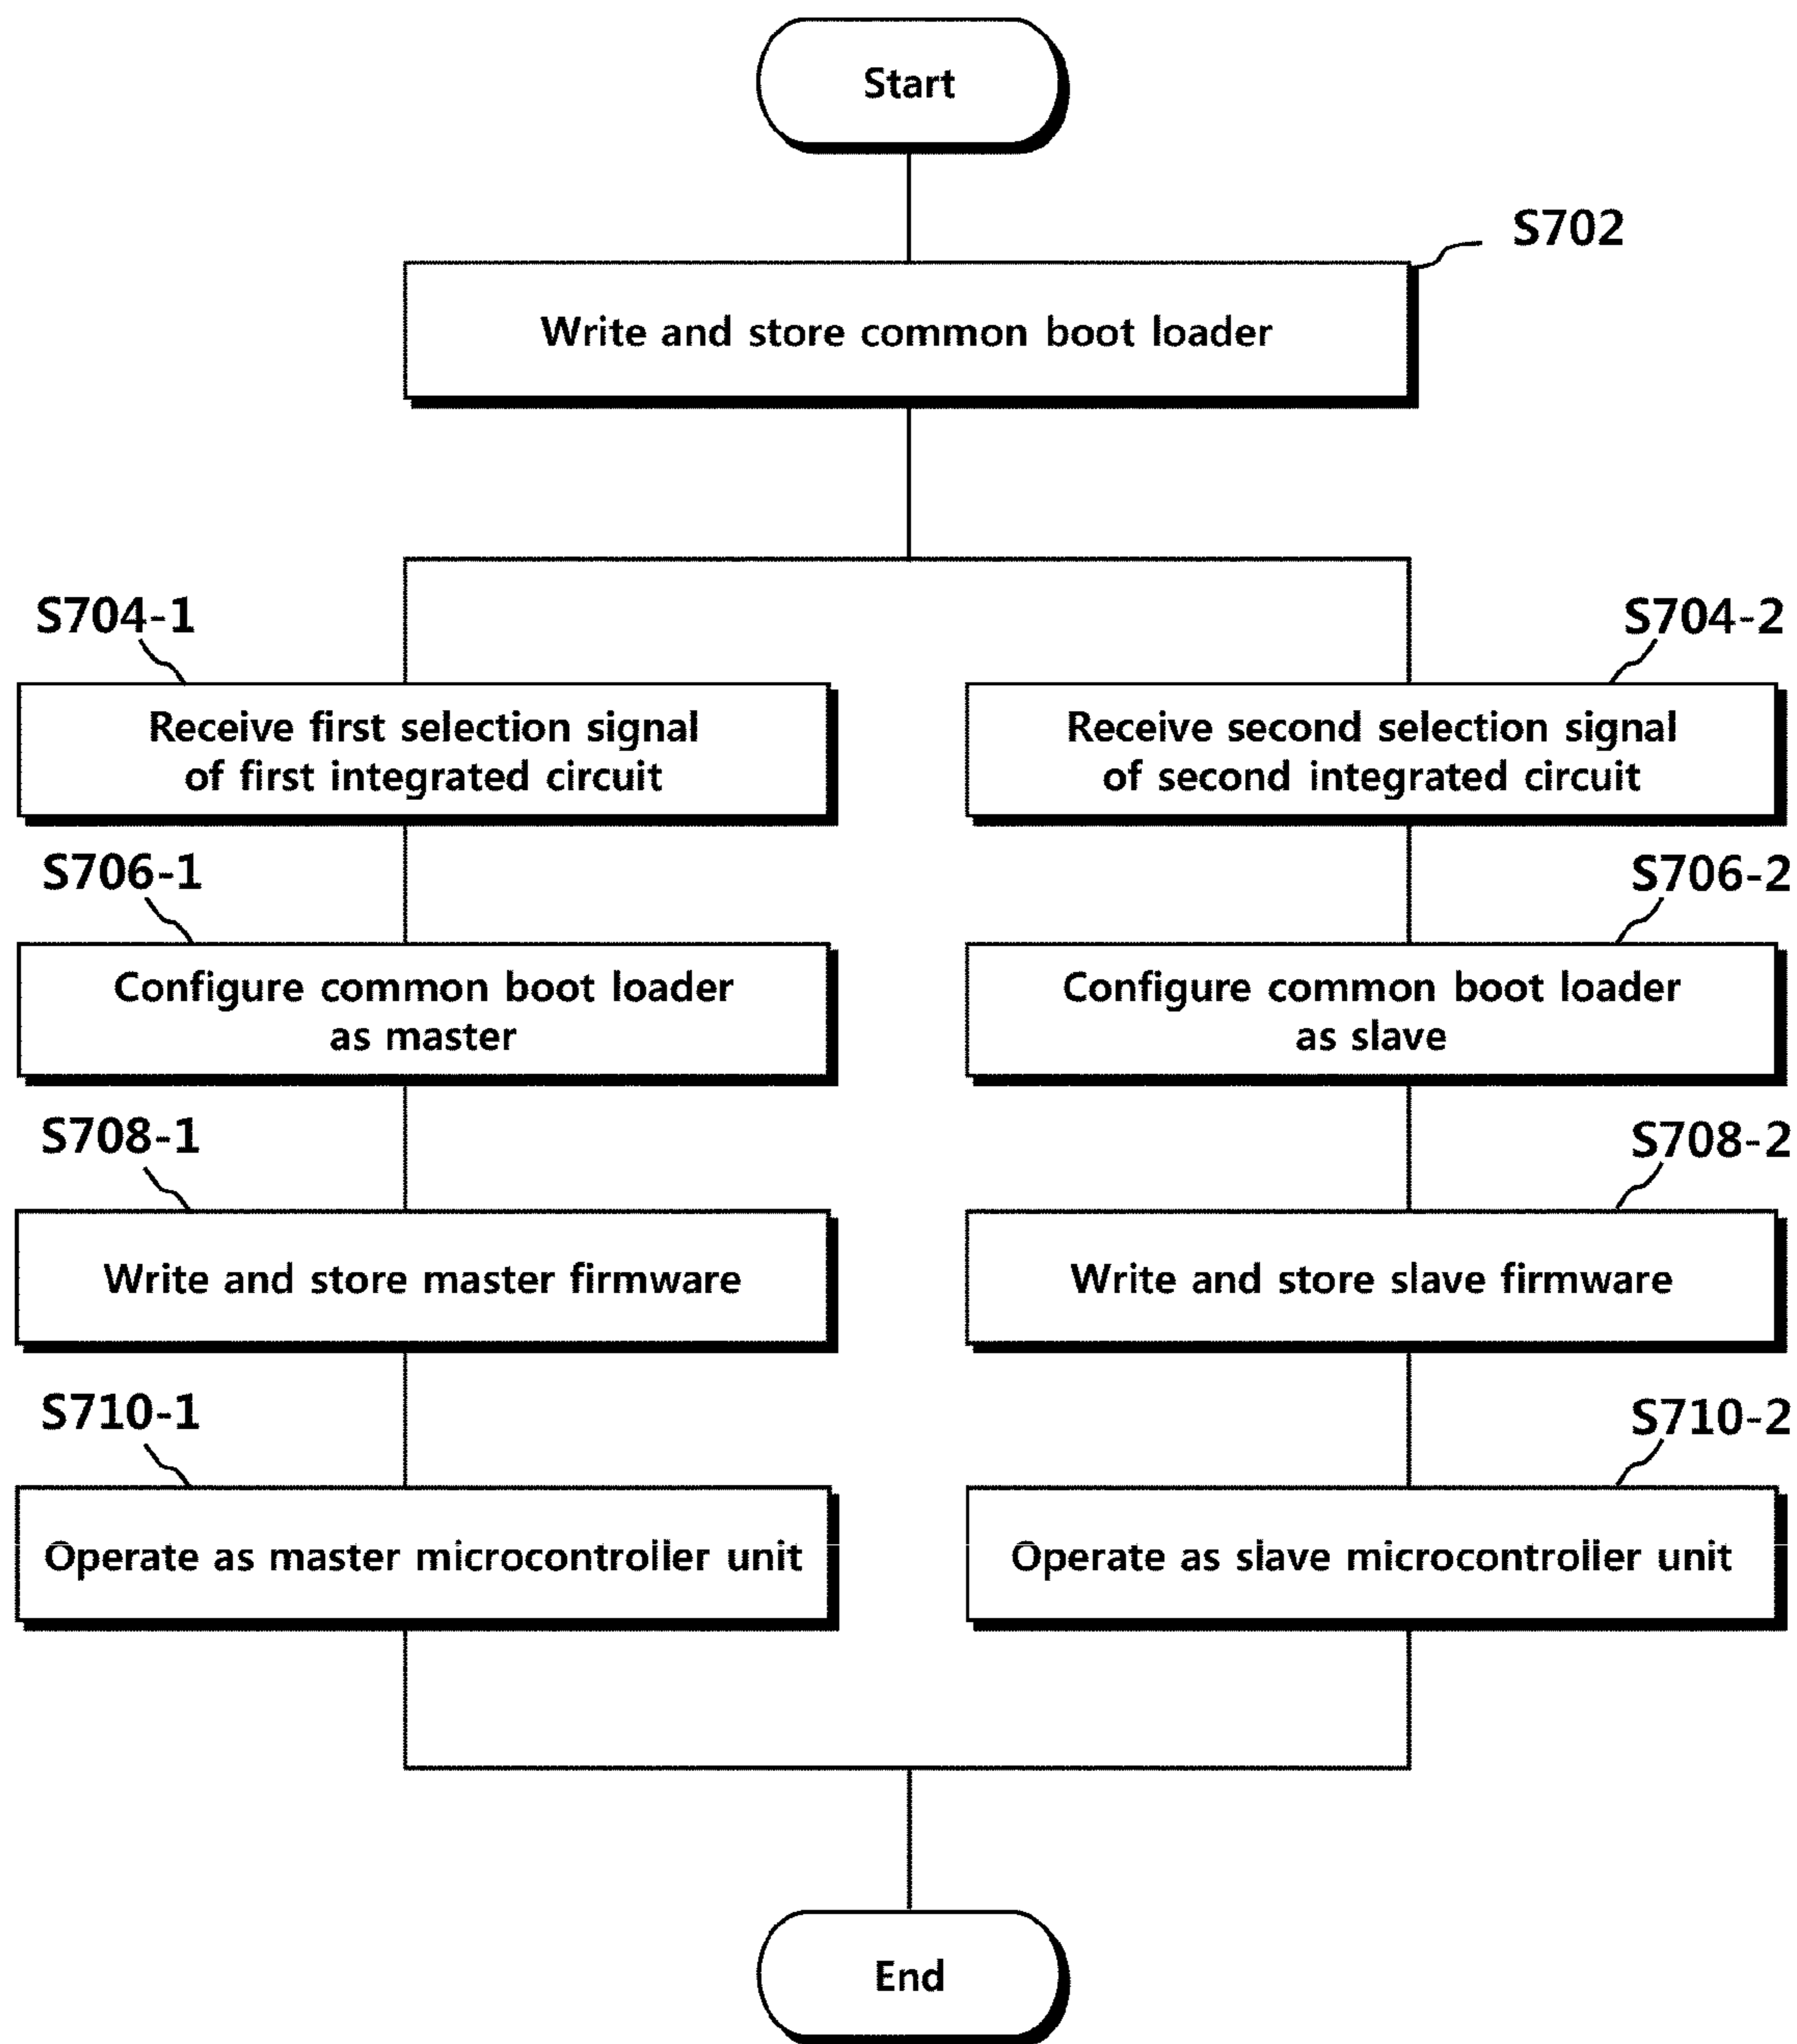 Start
S702
Write and store common boot loader
S704-1
Receive first selection signal
of first integrated circuit
S706-1
Configure common boot loader
as master
S708-1
Write and store master firmware
S710-1
Operate as master microcontroller unit
S704-2
Receive second selection signal
of second integrated circuit
S706-2
Configure common boot loader
as slave
S708-2
Write and store slave firmware
S710-2
Operate as slave microcontroller unit
End